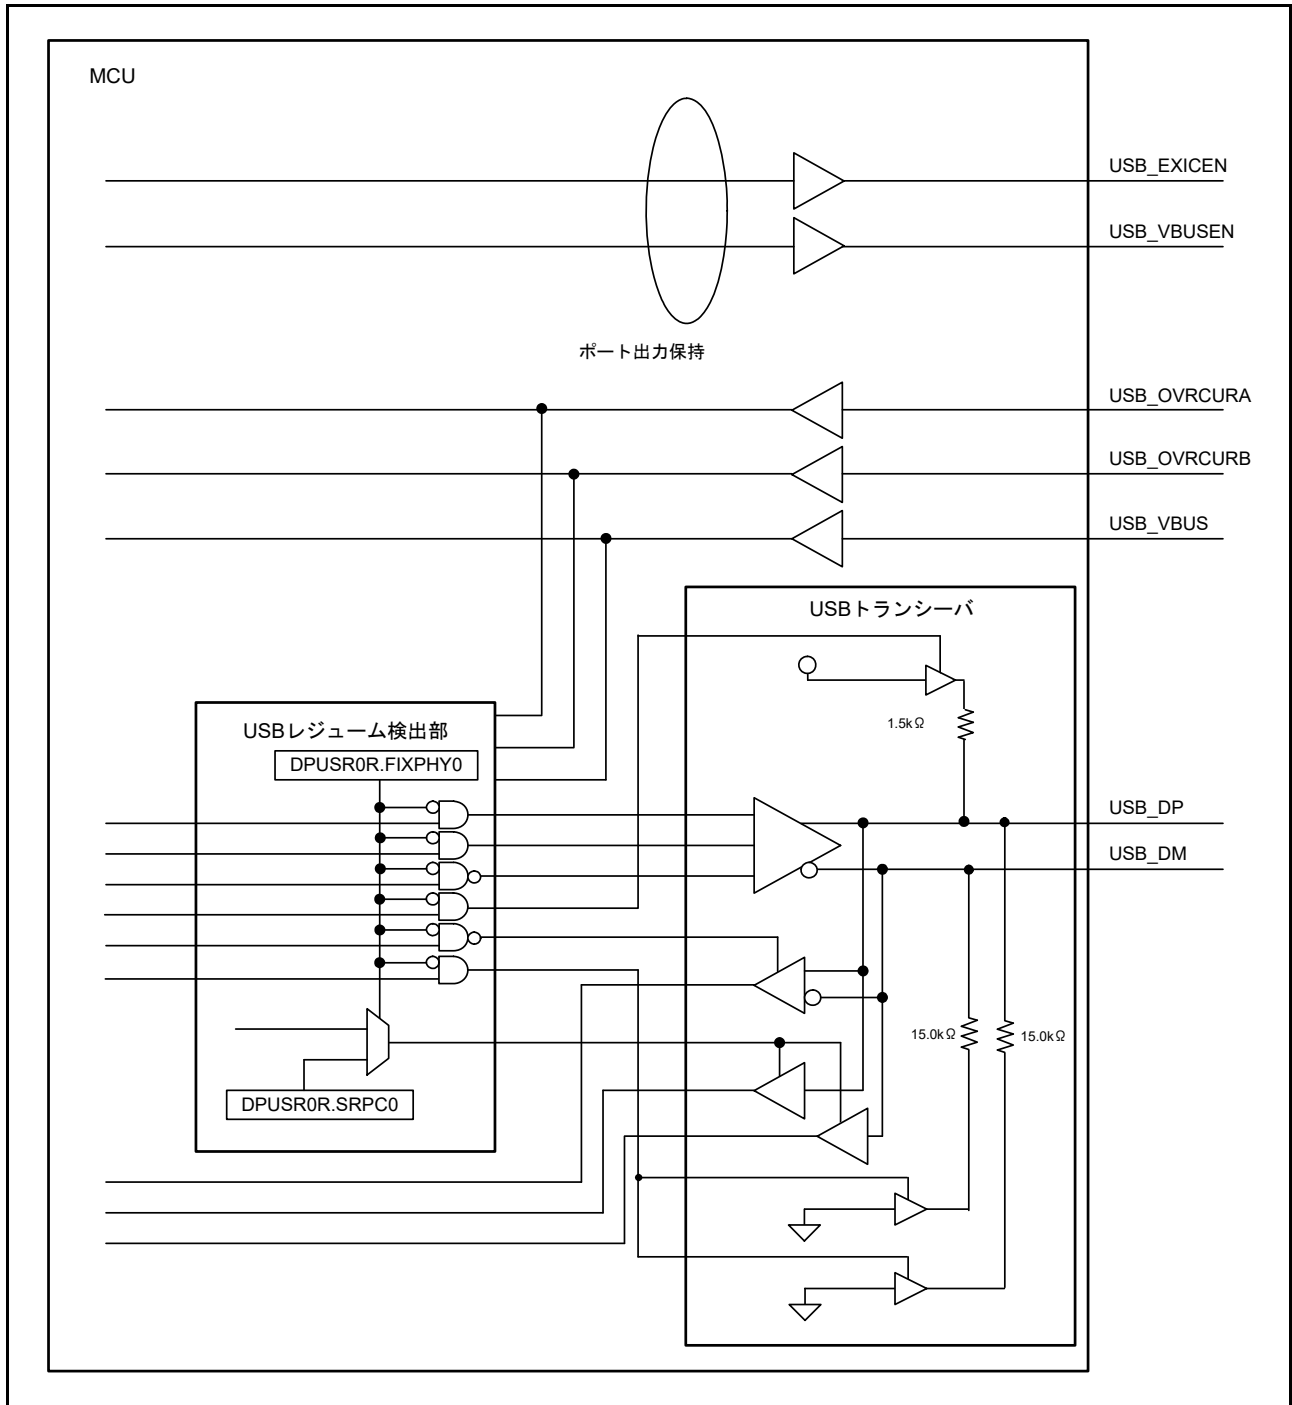 MCU
USB_EXICEN
USB_VBUSEN
ポート出力保持
USB_OVRCURA
USB_OVRCURB
USB_VBUS
USBトランシーバ
1.5kΩ
USBレジューム検出部
DPUSR0R.FIXPHY0
USB_DP
USB_DM
15.0kΩ
15.0kΩ
DPUSR0R.SRPC0